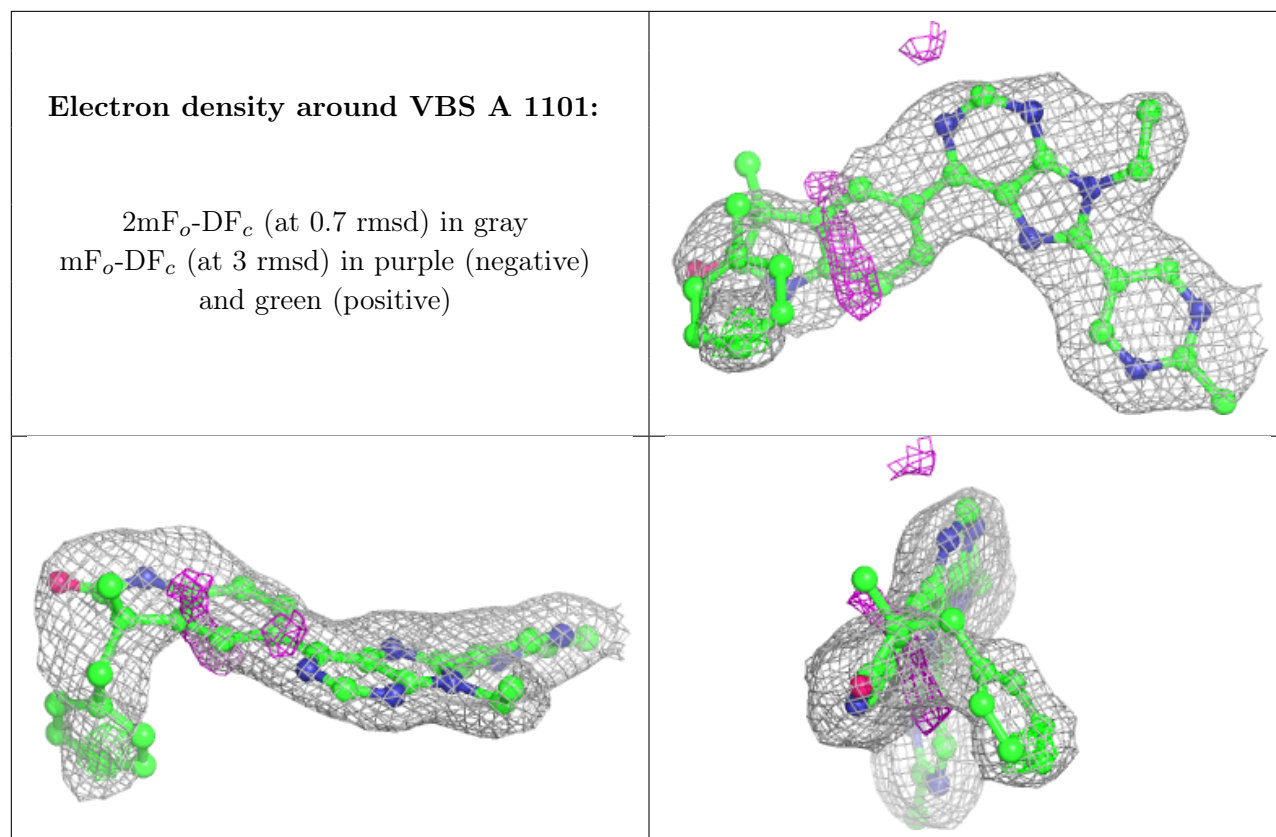 Electron density around VBS A 1101:
2mFo-DFc (at 0.7 rmsd) in gray
mFo-DFc (at 3 rmsd) in purple (negative)
and green (positive)